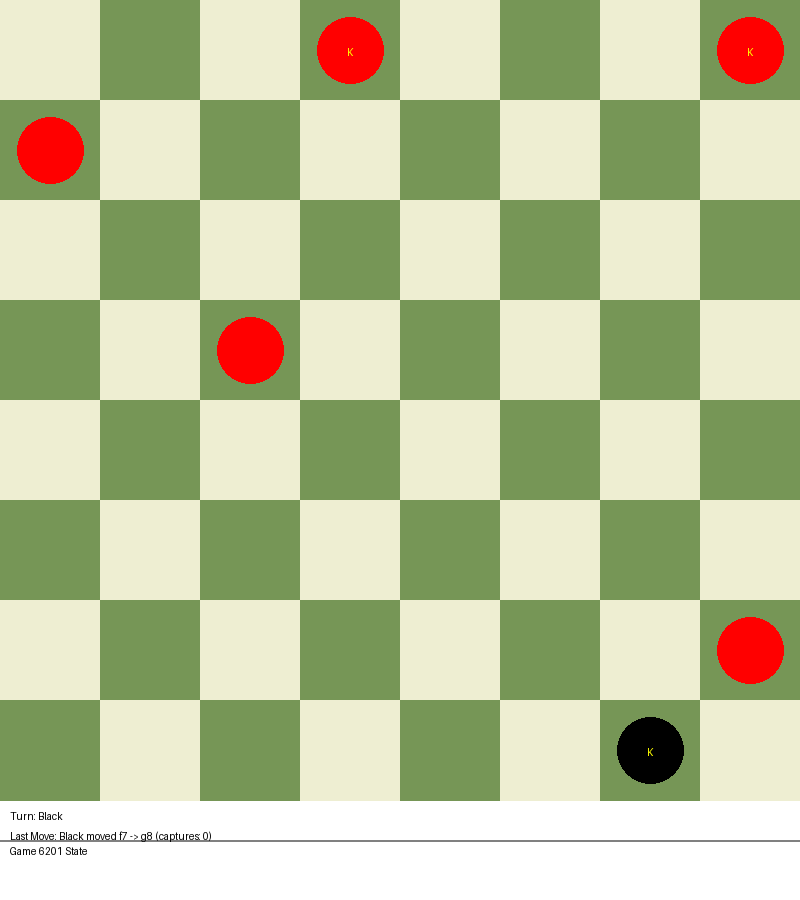 K
K
K
Turn: Black
Last Move: Black moved f7 -> g8 (captures: 0)
Game 6201 State